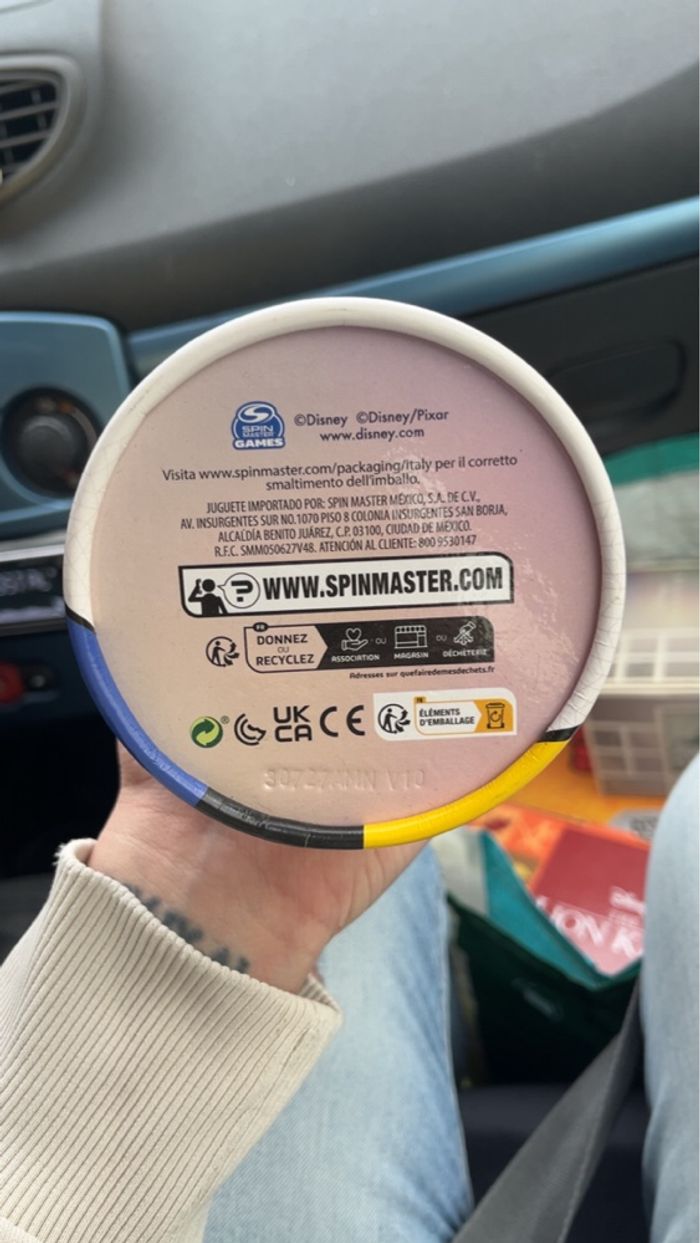 SPIN MASTER GAMES
©Disney ©Disney/Pixar
www.disney.com
Visita www.spinmaster.com/packaging/italy per il corretto
smaltimento dell'imballo.
JUGUETE IMPORTADO POR: SPIN MASTER MÉXICO, S.A. DE C.V.,
AV. INSURGENTES SUR NO.1070 PISO 8 COLONIA INSURGENTES SAN BORJA,
ALCALDÍA BENITO JUÁREZ, C.P. 03100, CIUDAD DE MÉXICO.
R.F.C. SMM050627V48. ATENCIÓN AL CLIENTE: 800 9530147
? WWW.SPINMASTER.COM
FR
DONNEZ
OU
RECYCLEZ
ASSOCIATION OU MAGASIN OU DÉCHÈTERIE
Adresses sur quefairedemesdechets.fr
® UK CA CE
FR
ÉLÉMENTS
D'EMBALLAGE